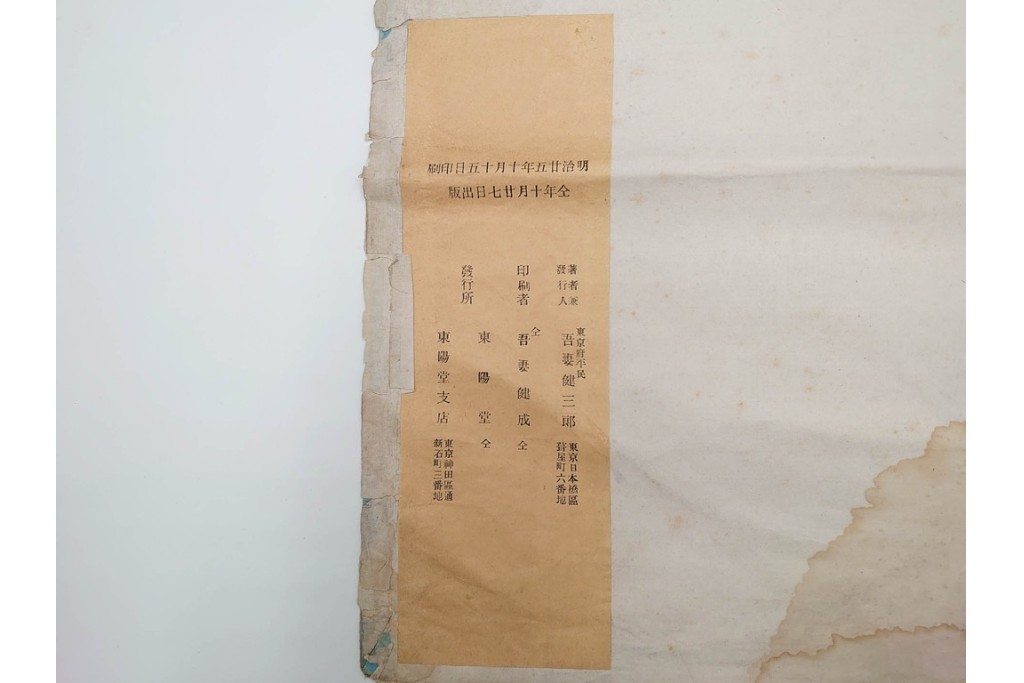 明治廿五年十月十五日印刷
仝年十月廿七日出版
著者兼
發行人
東京府平民
吾妻健三郎
東京日本橋區
葺屋町六番地
印刷者
仝
吾妻健成
仝
發行所
東陽堂
仝
東陽堂支店
東京神田區通
新石町三番地